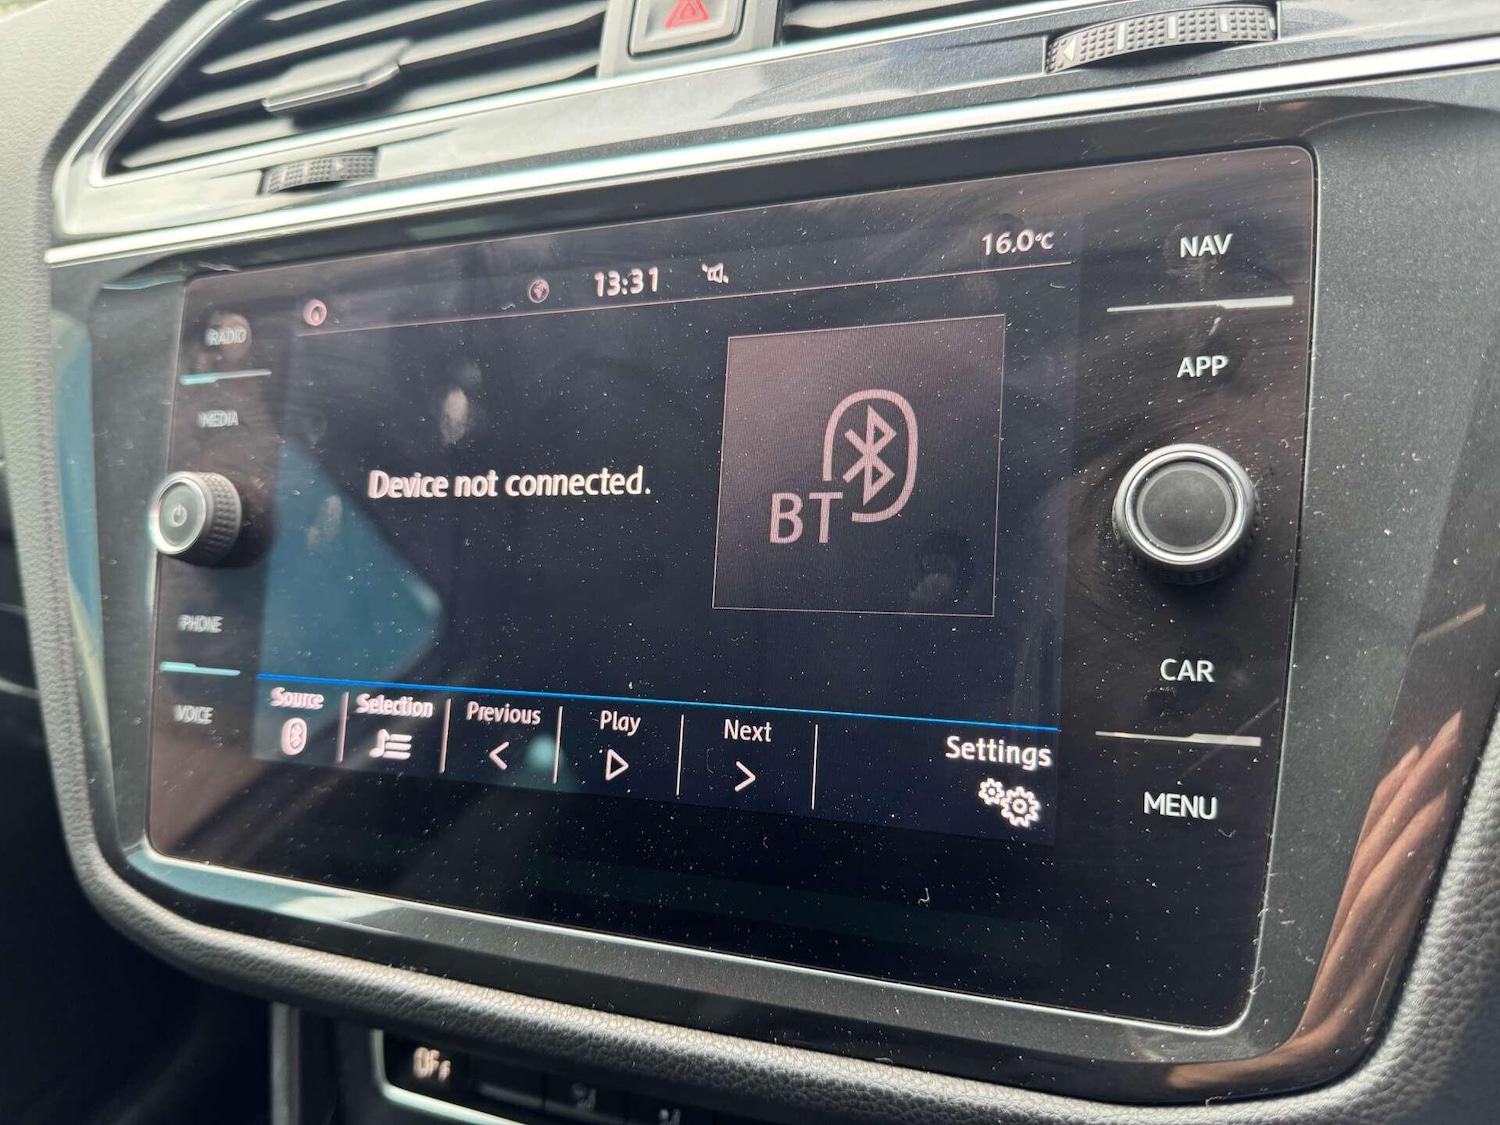 13:31
16.0°C
RADIO
MEDIA
PHONE
VOICE
Device not connected.
BT
Source
Selection
Previous
Play
Next
Settings
NAV
APP
CAR
MENU
OFF